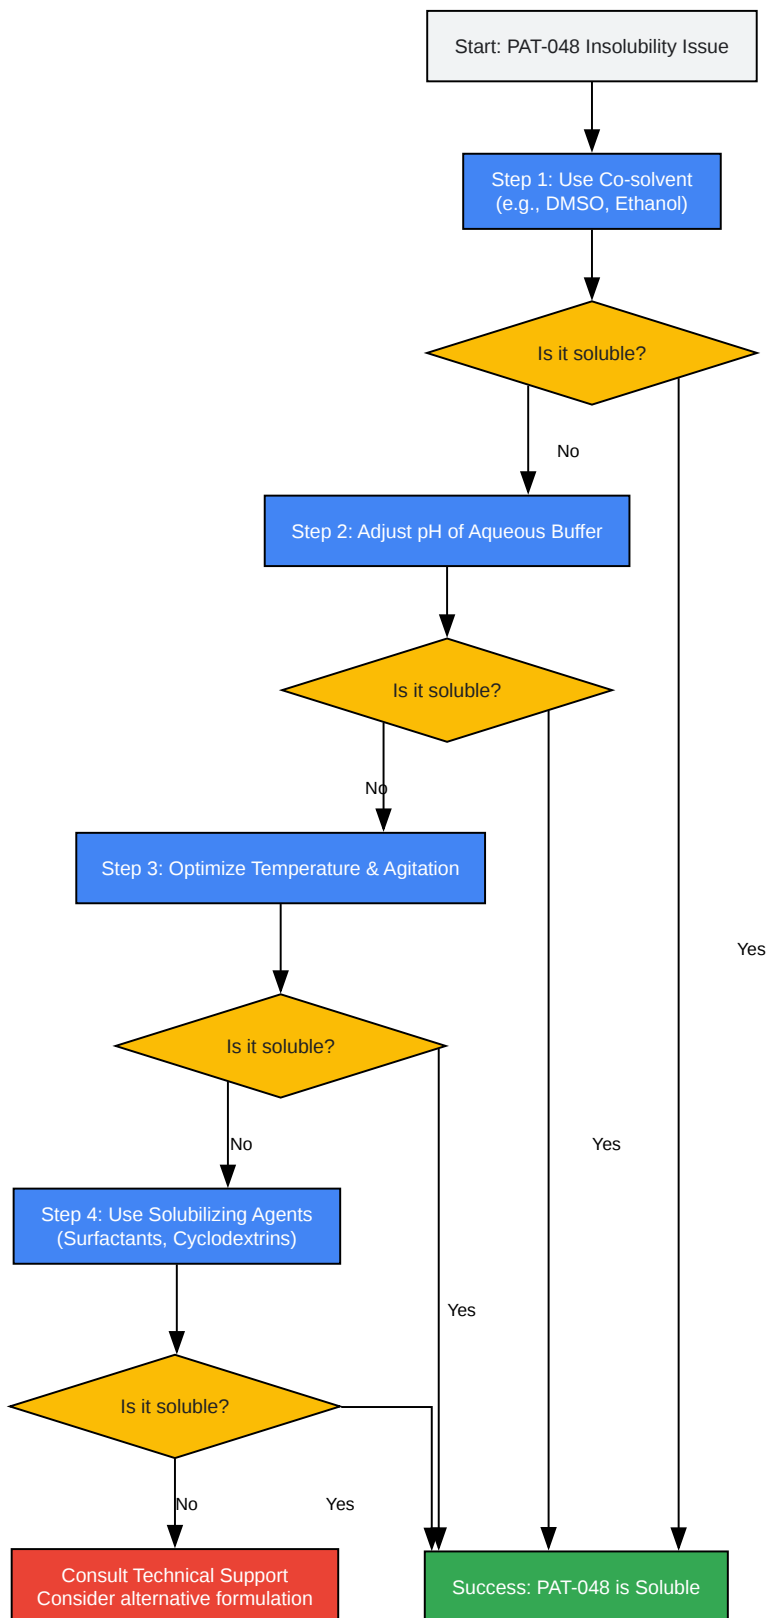 Start: PAT-048 Insolubility Issue
Step 1: Use Co-solvent
(e.g., DMSO, Ethanol)
Is it soluble?
No
Step 2: Adjust pH of Aqueous Buffer
Is it soluble?
No
Step 3: Optimize Temperature & Agitation
Yes
Is it soluble?
No
Yes
Step 4: Use Solubilizing Agents
(Surfactants, Cyclodextrins)
Yes
Is it soluble?
No
Yes
Consult Technical Support
Consider alternative formulation
Success: PAT-048 is Soluble